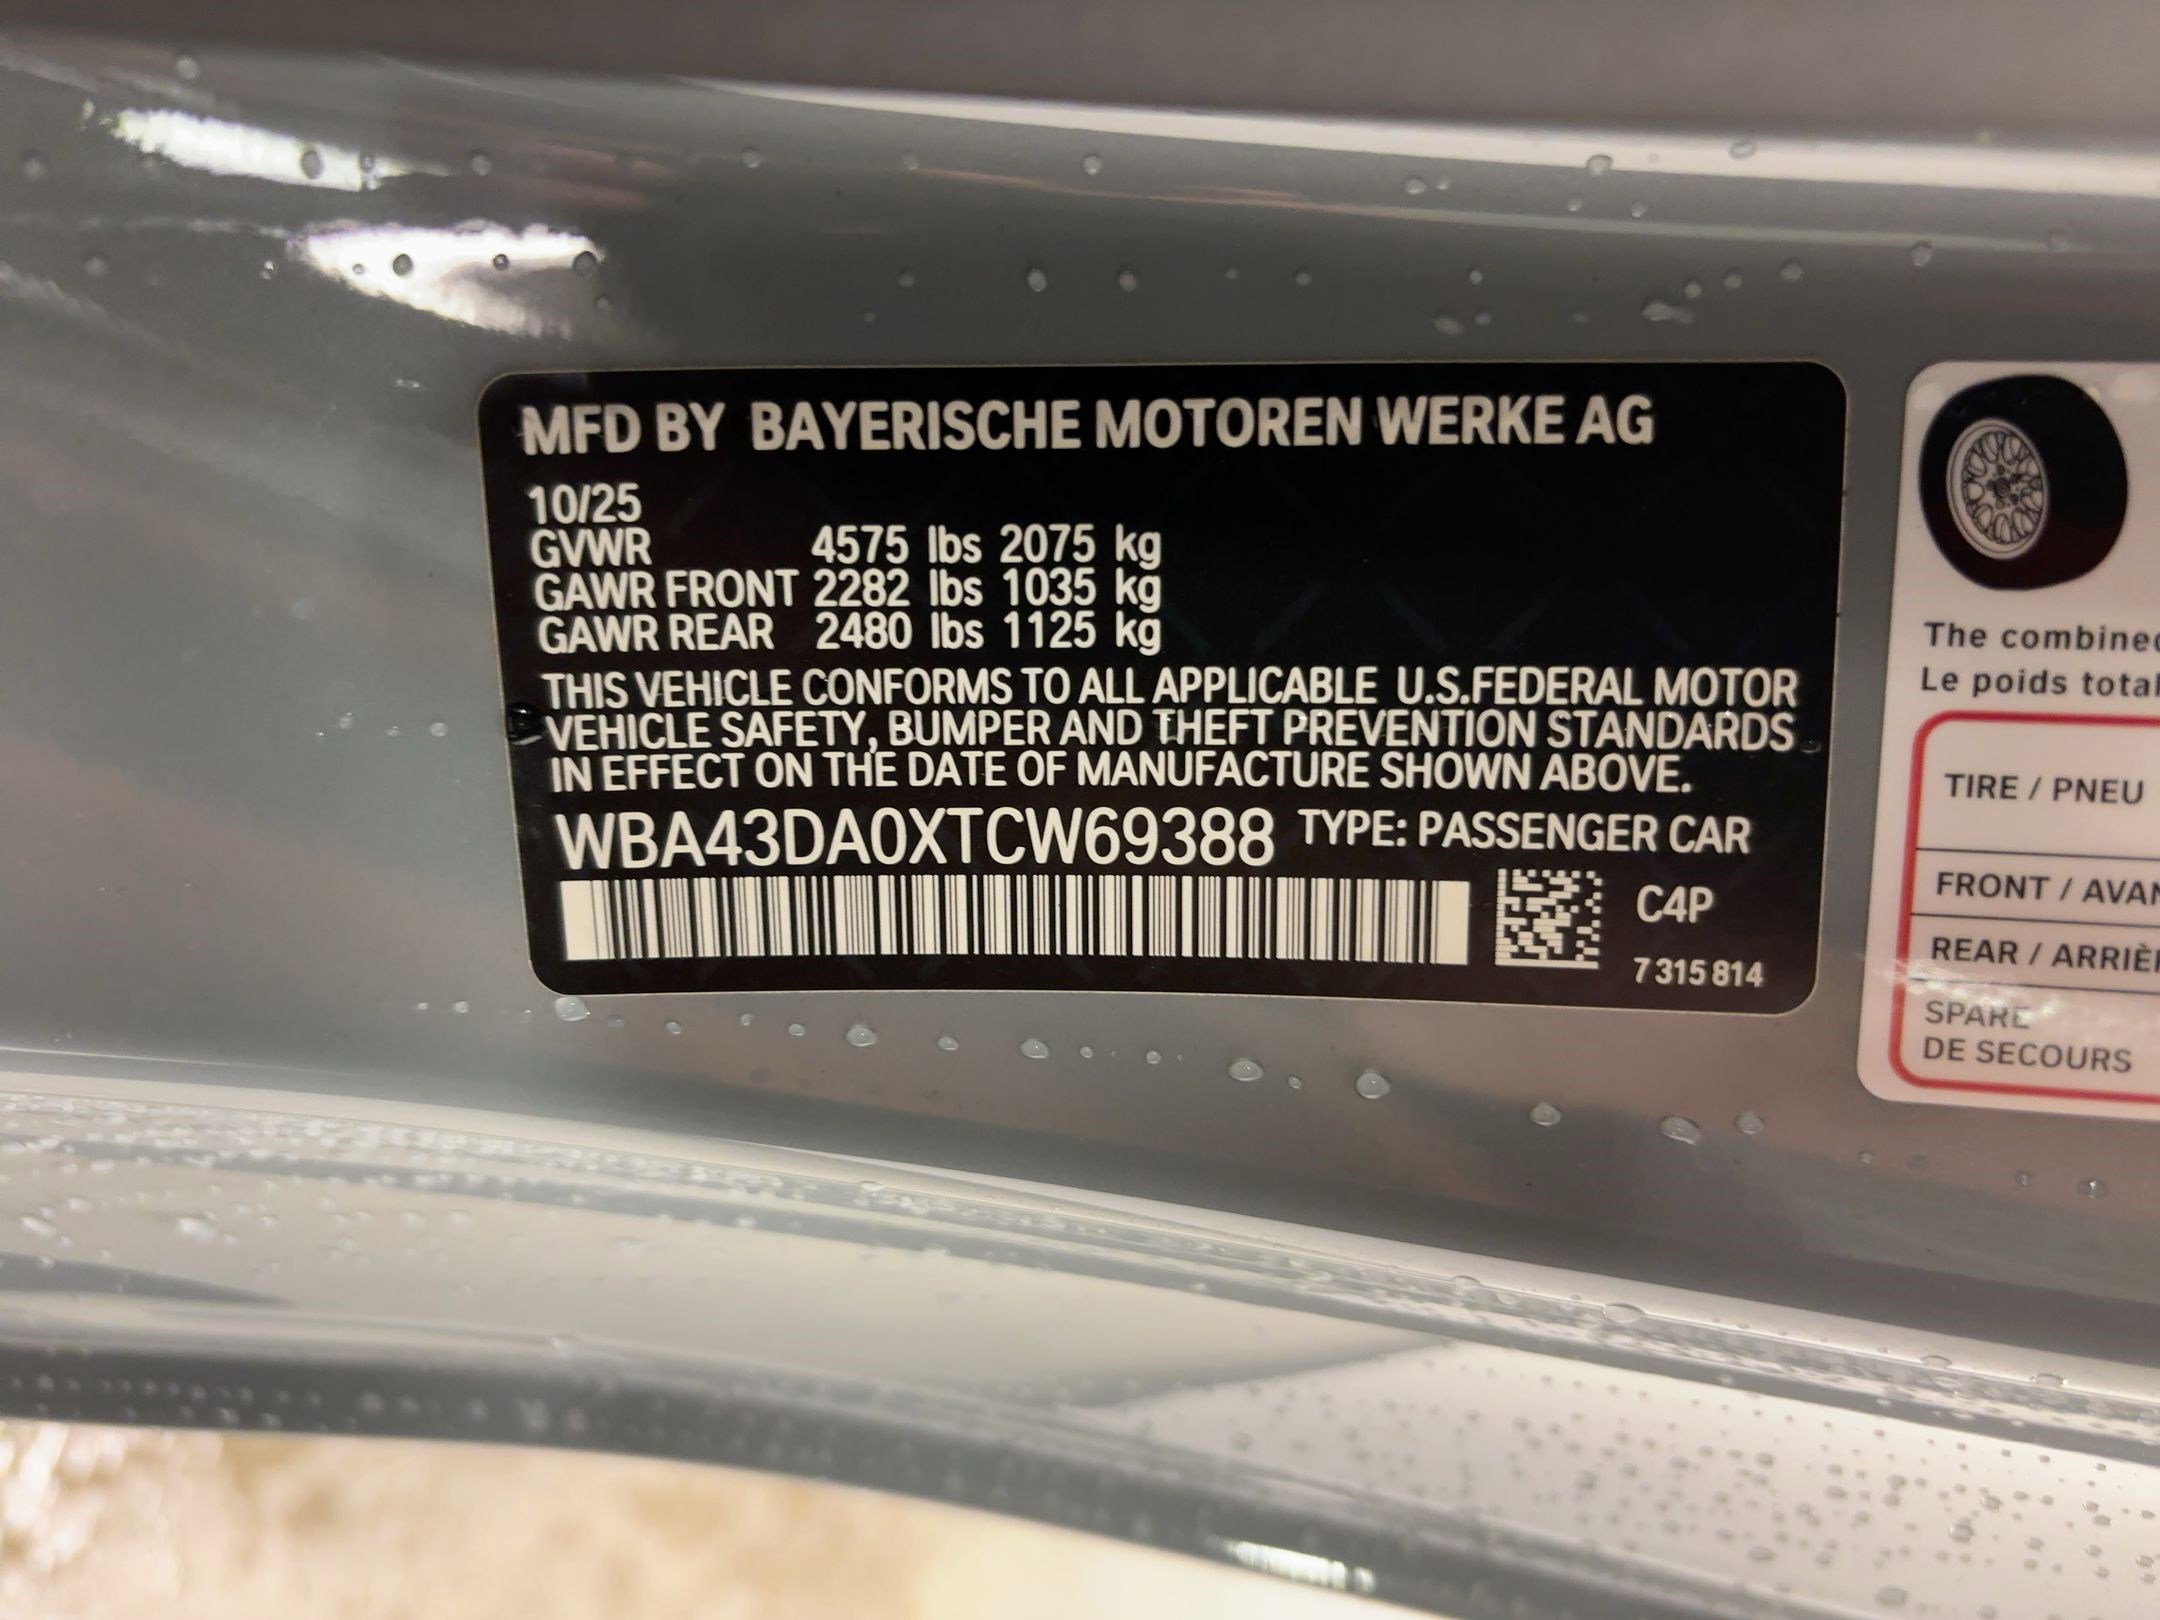 MFD BY BAYERISCHE MOTOREN WERKE AG
10/25
GVWR 4575 lbs 2075 kg
GAWR FRONT 2282 lbs 1035 kg
GAWR REAR 2480 lbs 1125 kg
THIS VEHICLE CONFORMS TO ALL APPLICABLE U.S.FEDERAL MOTOR
VEHICLE SAFETY, BUMPER AND THEFT PREVENTION STANDARDS
IN EFFECT ON THE DATE OF MANUFACTURE SHOWN ABOVE.
WBA43DA0XTCW69388 TYPE: PASSENGER CAR
C4P
7 315 814
The combined
Le poids total
TIRE / PNEU
FRONT / AVAN
REAR / ARRIÈR
SPARE
DE SECOURS